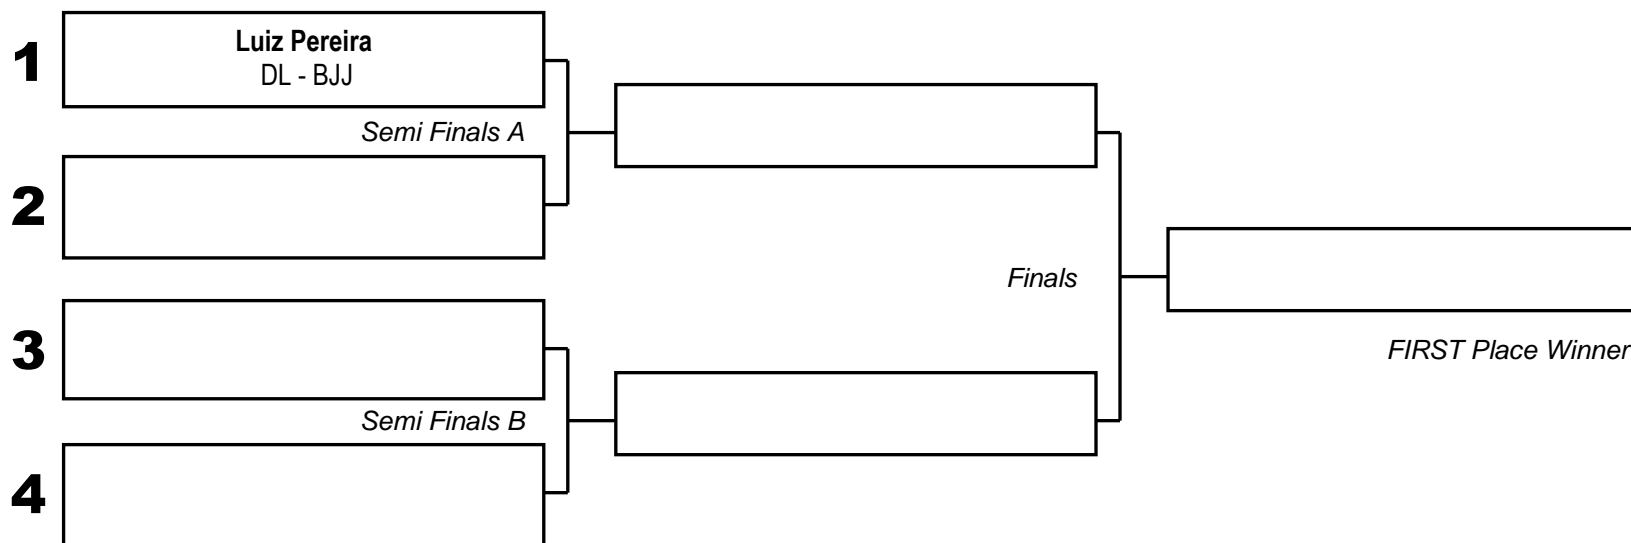 1
Luiz Pereira
DL - BJJ
Semi Finals A
2
Finals
3
FIRST Place Winner
Semi Finals B
4